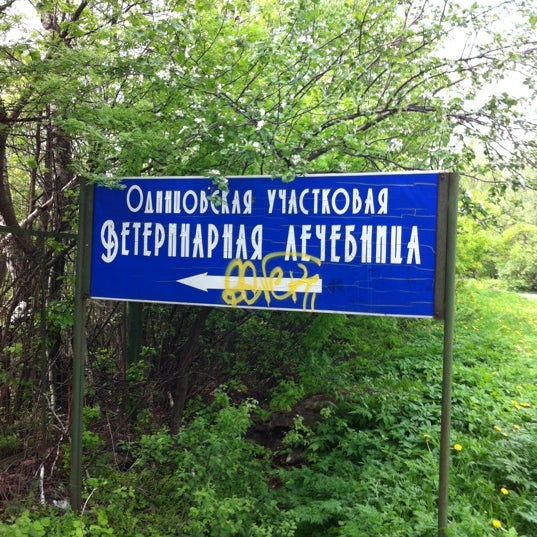 Одинцовская участковая
Ветеринарная лечебница